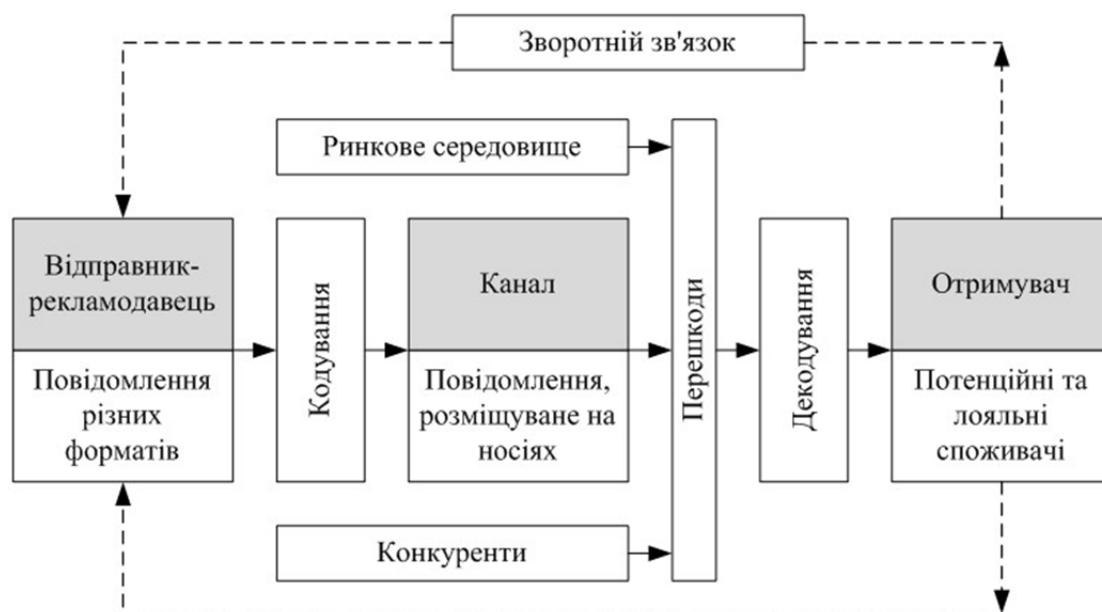 Зворотній зв'язок
Ринкове середовище
Відправник-
рекламодавець
Повідомлення
різних
форматів
Кодування
Канал
Повідомлення,
розміщуване на
носіях
Перешкоди
Декодування
Отримувач
Потенційні та
лояльні
споживачі
Конкуренти